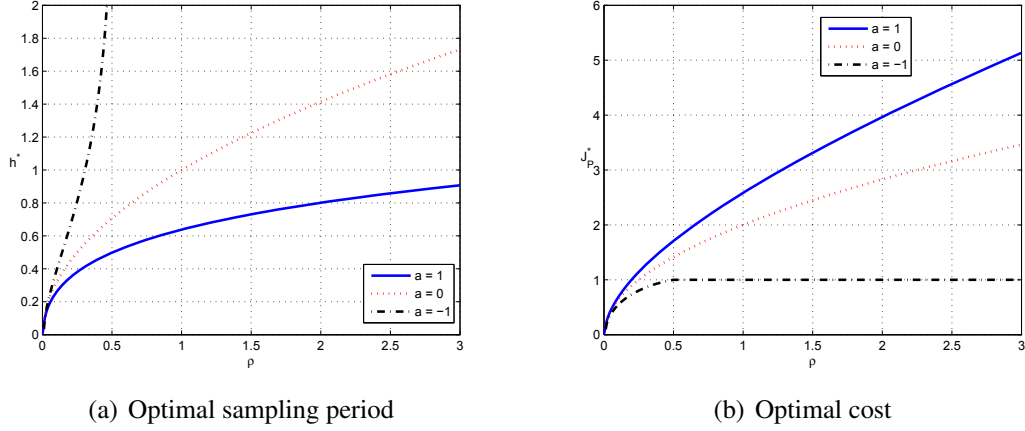 2
1.8
1.6
1.4
1.2
h*
1
0.8
0.6
0.4
0.2
0
0 0.5 1 1.5 2 2.5 3
ρ
a = 1
a = 0
a = −1
(a) Optimal sampling period
6
5
4
J*P
3
2
1
0
0 0.5 1 1.5 2 2.5 3
ρ
a = 1
a = 0
a = −1
(b) Optimal cost